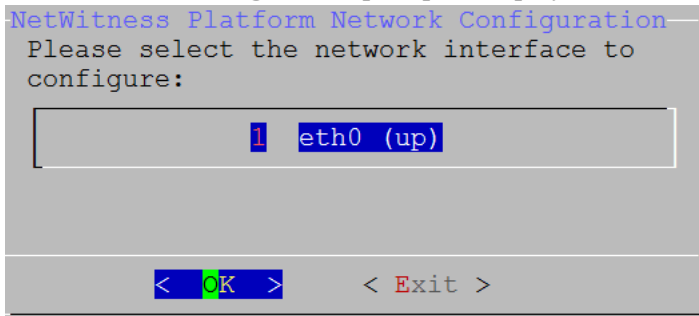 NetWitness Platform Network Configuration
Please select the network interface to
configure:
1 eth0 (up)
< OK > < Exit >